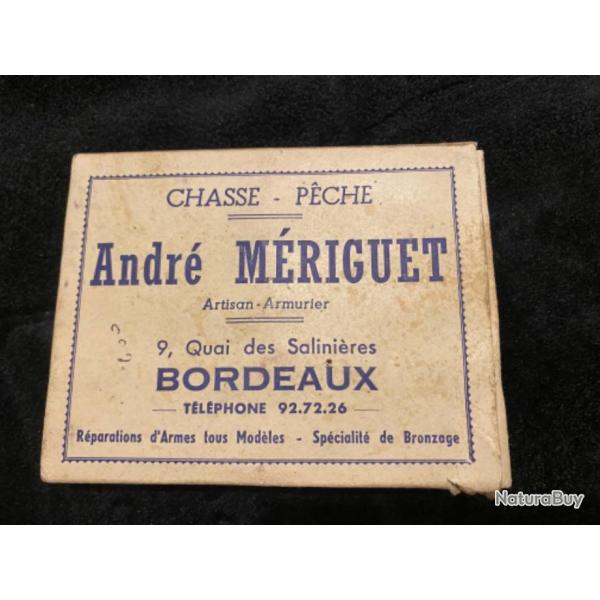 CHASSE - PÊCHE
André MÉRIGUET
Artisan-Armurier
9, Quai des Salinières
BORDEAUX
TÉLÉPHONE 92.72.26
Réparations d'Armes tous Modèles - Spécialité de Bronzage
NaturaBuy